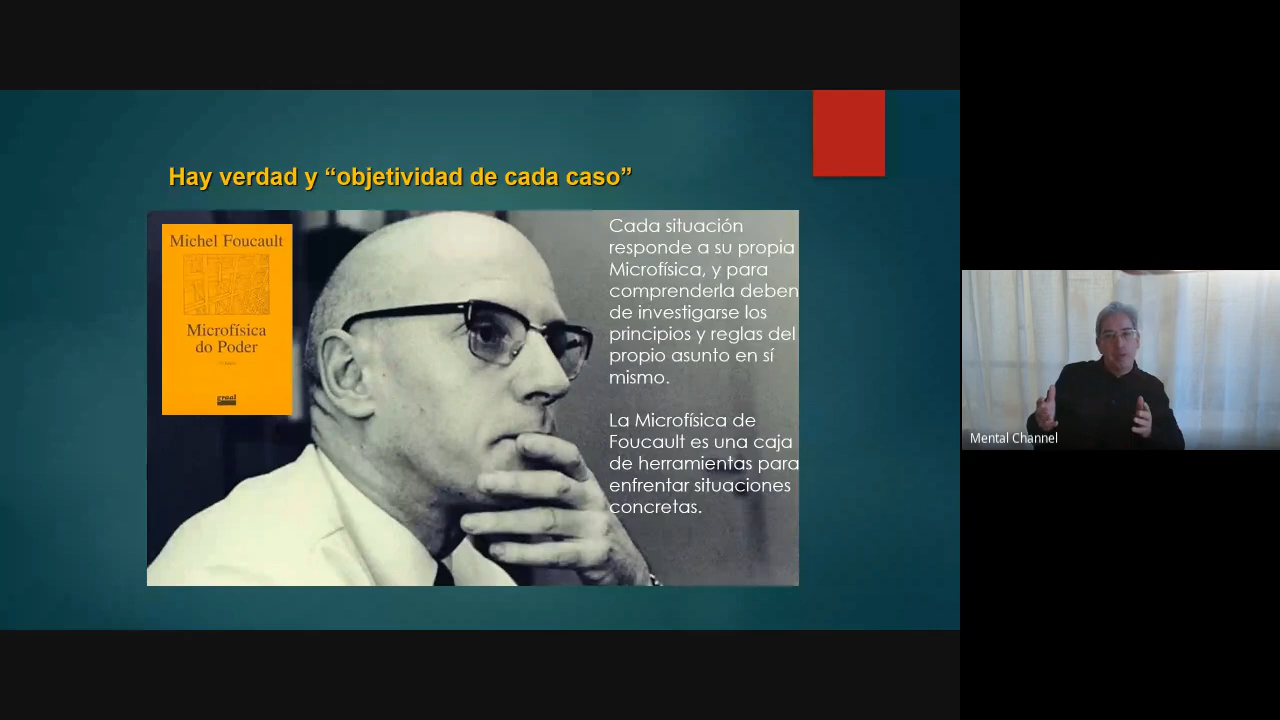 Hay verdad y “objetividad de cada caso”
Michel Foucault
Microfísica
do Poder
graal
Cada situación
responde a su propia
Microfísica, y para
comprenderla deben
de investigarse los
principios y reglas del
propio asunto en sí
mismo.
La Microfísica de
Foucault es una caja
de herramientas para
enfrentar situaciones
concretas.
Mental Channel